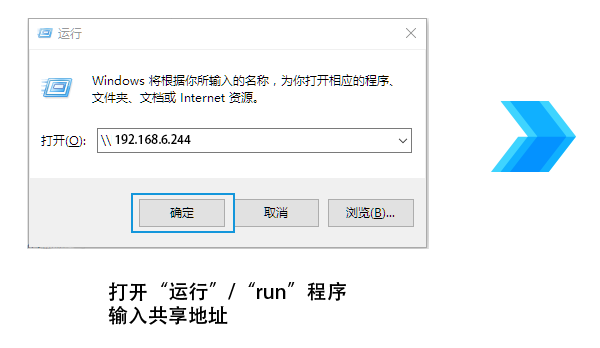 运行
Windows 将根据你所输入的名称，为你打开相应的程序、
文件夹、文档或 Internet 资源。
打开(O):
\\ 192.168.6.244
确定
取消
浏览(B)...
打开“运行”/“run”程序
输入共享地址